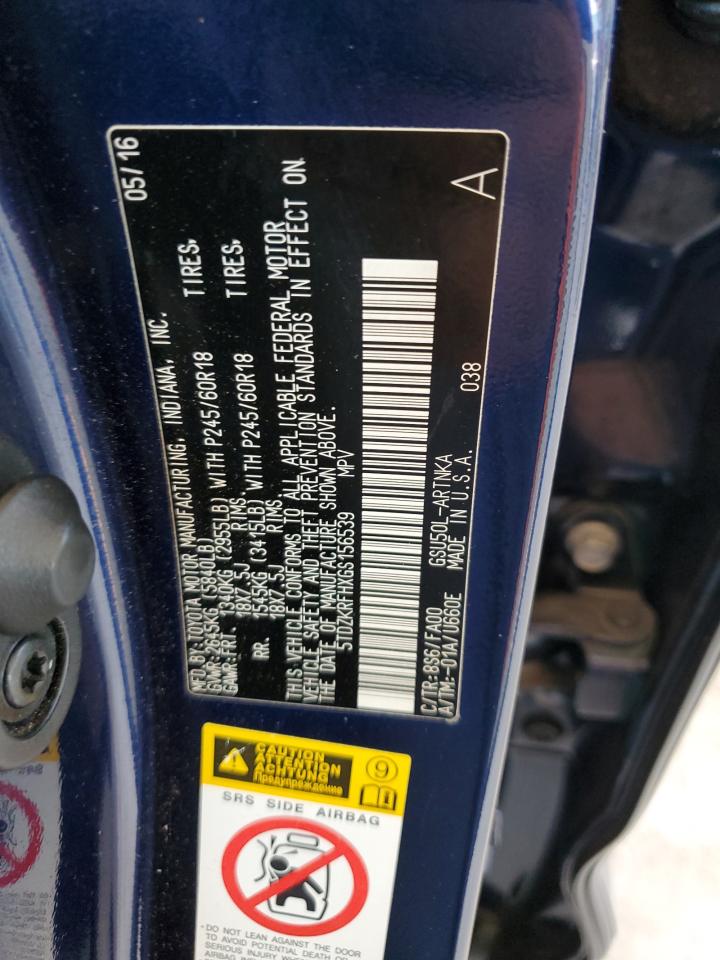 MFD BY: TOYOTA MOTOR MANUFACTURING, INDIANA, INC. 05/16
GVWR: 2649KG (5840LB)
GAWR: FRT 1340KG (2955LB) WITH P245/60R18 TIRES,
18X7.5J RIMS.
RR 1545KG (3415LB) WITH P245/60R18 TIRES,
18X7.5J RIMS.
THIS VEHICLE CONFORMS TO ALL APPLICABLE FEDERAL MOTOR
VEHICLE SAFETY AND THEFT PREVENTION STANDARDS IN EFFECT ON
THE DATE OF MANUFACTURE SHOWN ABOVE.
5TDZKRFHXGS156539 MPV
C/TR: 8S6/FA00 GSU50L-ARTNKA 038 A
A/TM:-01A/U660E MADE IN U.S.A.
CAUTION
ATTENTION
ACHTUNG
Предупреждение
9
SRS SIDE AIRBAG
• DO NOT LEAN AGAINST THE DOOR
TO AVOID POTENTIAL DEATH OR
SERIOUS INJURY
AIRBAG